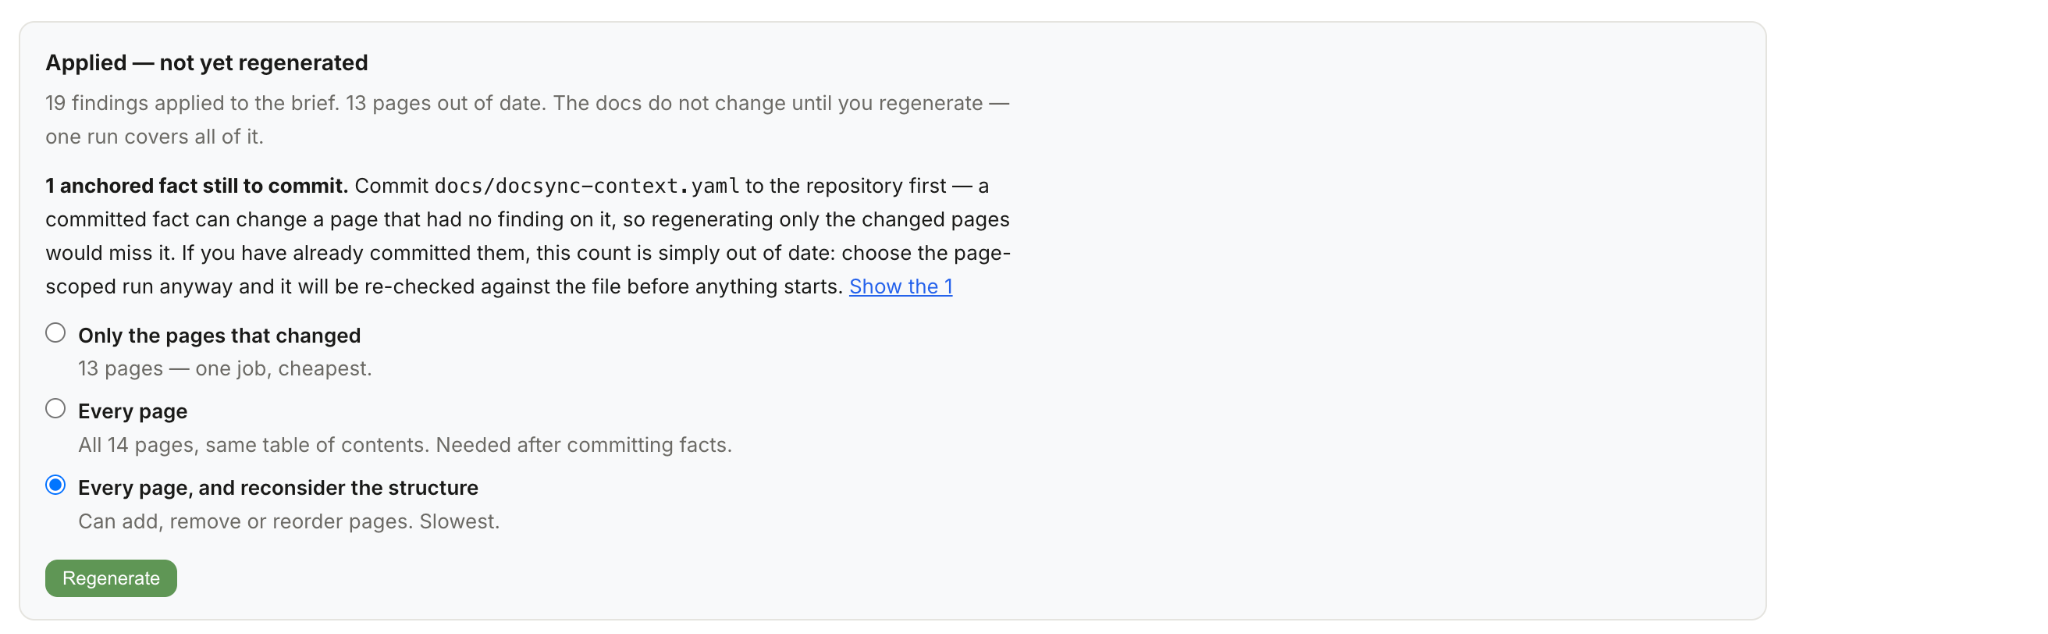 Applied — not yet regenerated
19 findings applied to the brief. 13 pages out of date. The docs do not change until you regenerate —
one run covers all of it.
1 anchored fact still to commit. Commit docs/docsync-context.yaml to the repository first — a
committed fact can change a page that had no finding on it, so regenerating only the changed pages
would miss it. If you have already committed them, this count is simply out of date: choose the page-
scoped run anyway and it will be re-checked against the file before anything starts. Show the 1
Only the pages that changed
13 pages — one job, cheapest.
Every page
All 14 pages, same table of contents. Needed after committing facts.
Every page, and reconsider the structure
Can add, remove or reorder pages. Slowest.
Regenerate